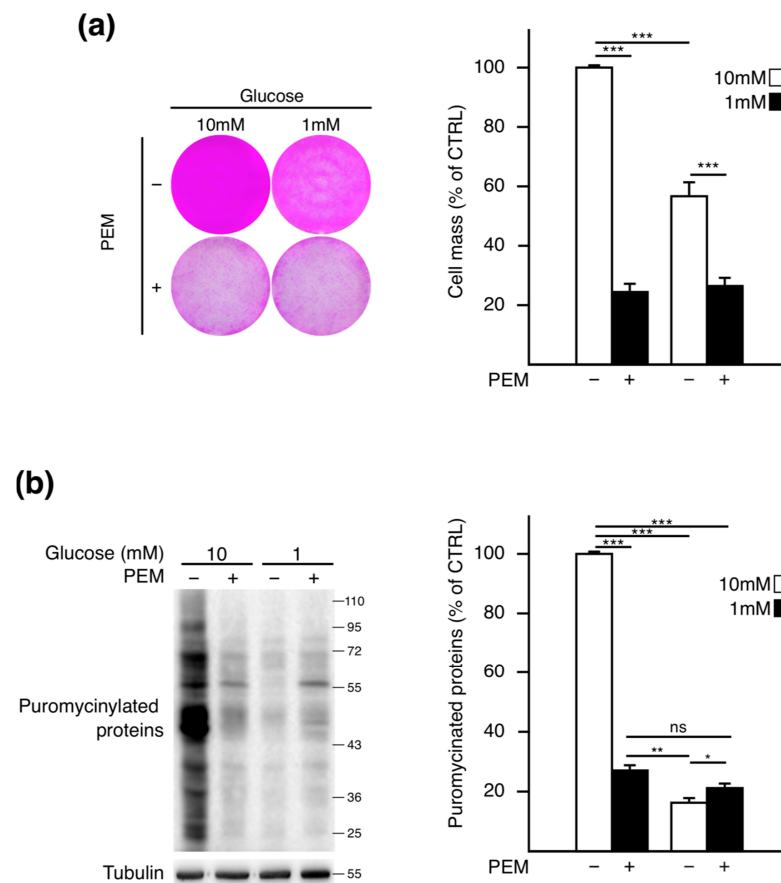 (a)
Glucose
10mM 1mM
PEM
–
+
Cell mass (% of CTRL)
100
80
60
40
20
***
***
***
10mM
1mM
PEM – + – +
(b)
Glucose (mM) 10 1
PEM – + – +
110
95
72
55
43
36
25
Puromycinylated
proteins
Tubulin
55
Puromycinated proteins (% of CTRL)
100
80
60
40
20
***
***
***
ns
**
*
10mM
1mM
PEM – + – +